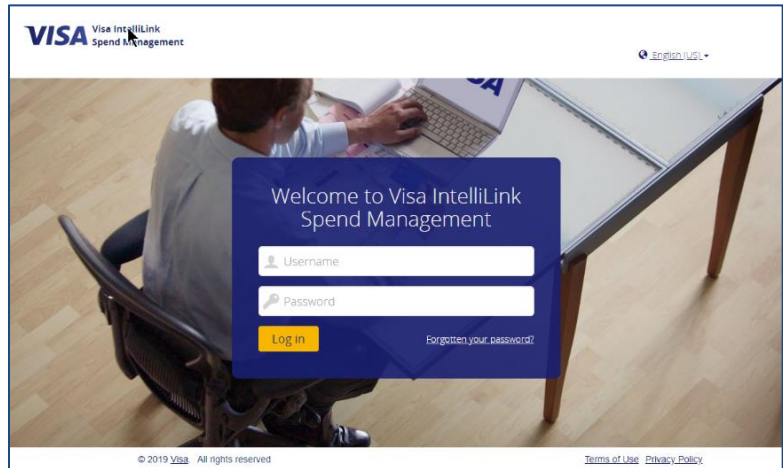 VISA
Visa IntelliLink
Spend Management
English (US)
VISA
Welcome to Visa IntelliLink
Spend Management
Username
Password
Log in
Forgotten your password?
© 2019 Visa. All rights reserved
Terms of Use Privacy Policy